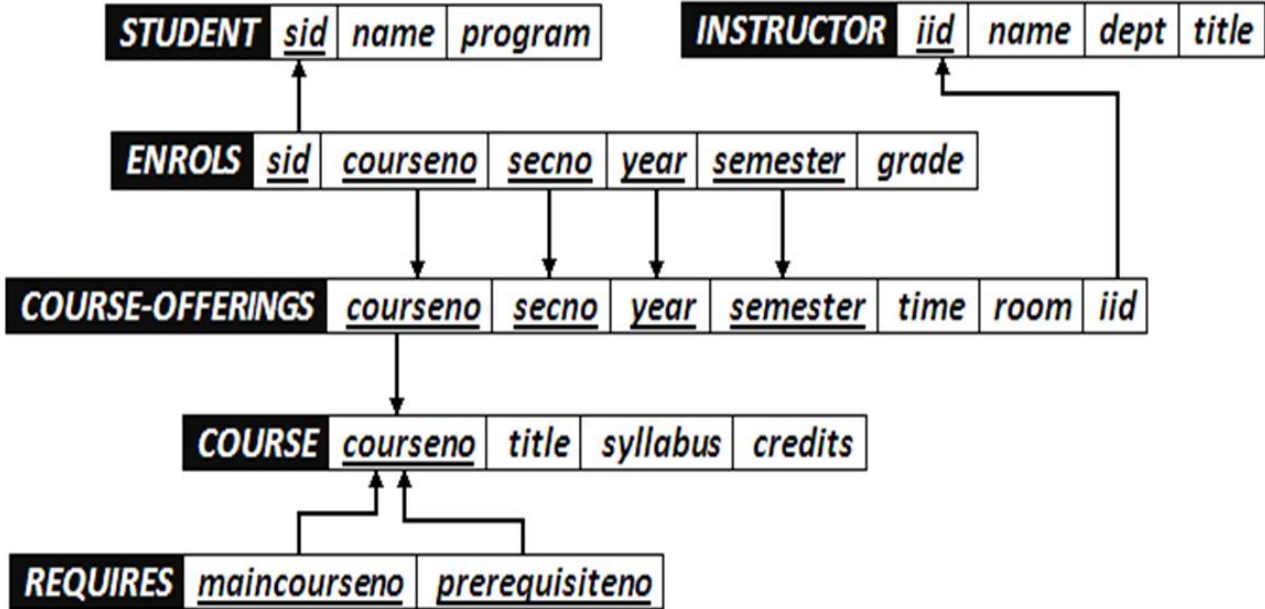 STUDENT sid name program
INSTRUCTOR iid name dept title
ENROLS sid courseno secno year semester grade
COURSE-OFFERINGS courseno secno year semester time room iid
COURSE courseno title syllabus credits
REQUIRES maincourseno prerequisiteno